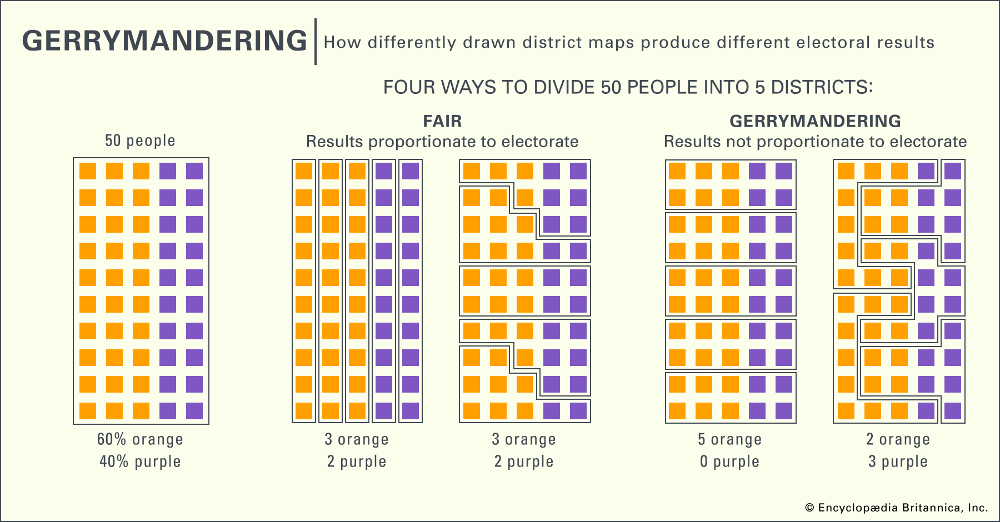 GERRYMANDERING
How differently drawn district maps produce different electoral results
FOUR WAYS TO DIVIDE 50 PEOPLE INTO 5 DISTRICTS:
50 people
FAIR
Results proportionate to electorate
GERRYMANDERING
Results not proportionate to electorate
60% orange
40% purple
3 orange
2 purple
3 orange
2 purple
5 orange
0 purple
2 orange
3 purple
© Encyclopædia Britannica, Inc.